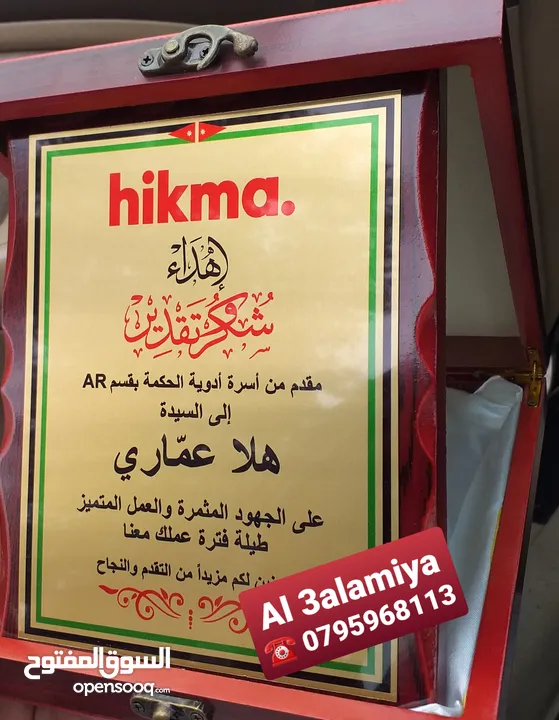 hikma.
إهداء
شكر وتقدير
مقدم من أسرة أدوية الحكمة بقسم AR
إلى السيدة
هلا عمّاري
على الجهود المثمرة والعمل المتميز
طيلة فترة عملك معنا
لكم مزيداً من التقدم والنجاح
Al 3alamiya
☎ 0795968113
السوق المفتوح
opensooq.com